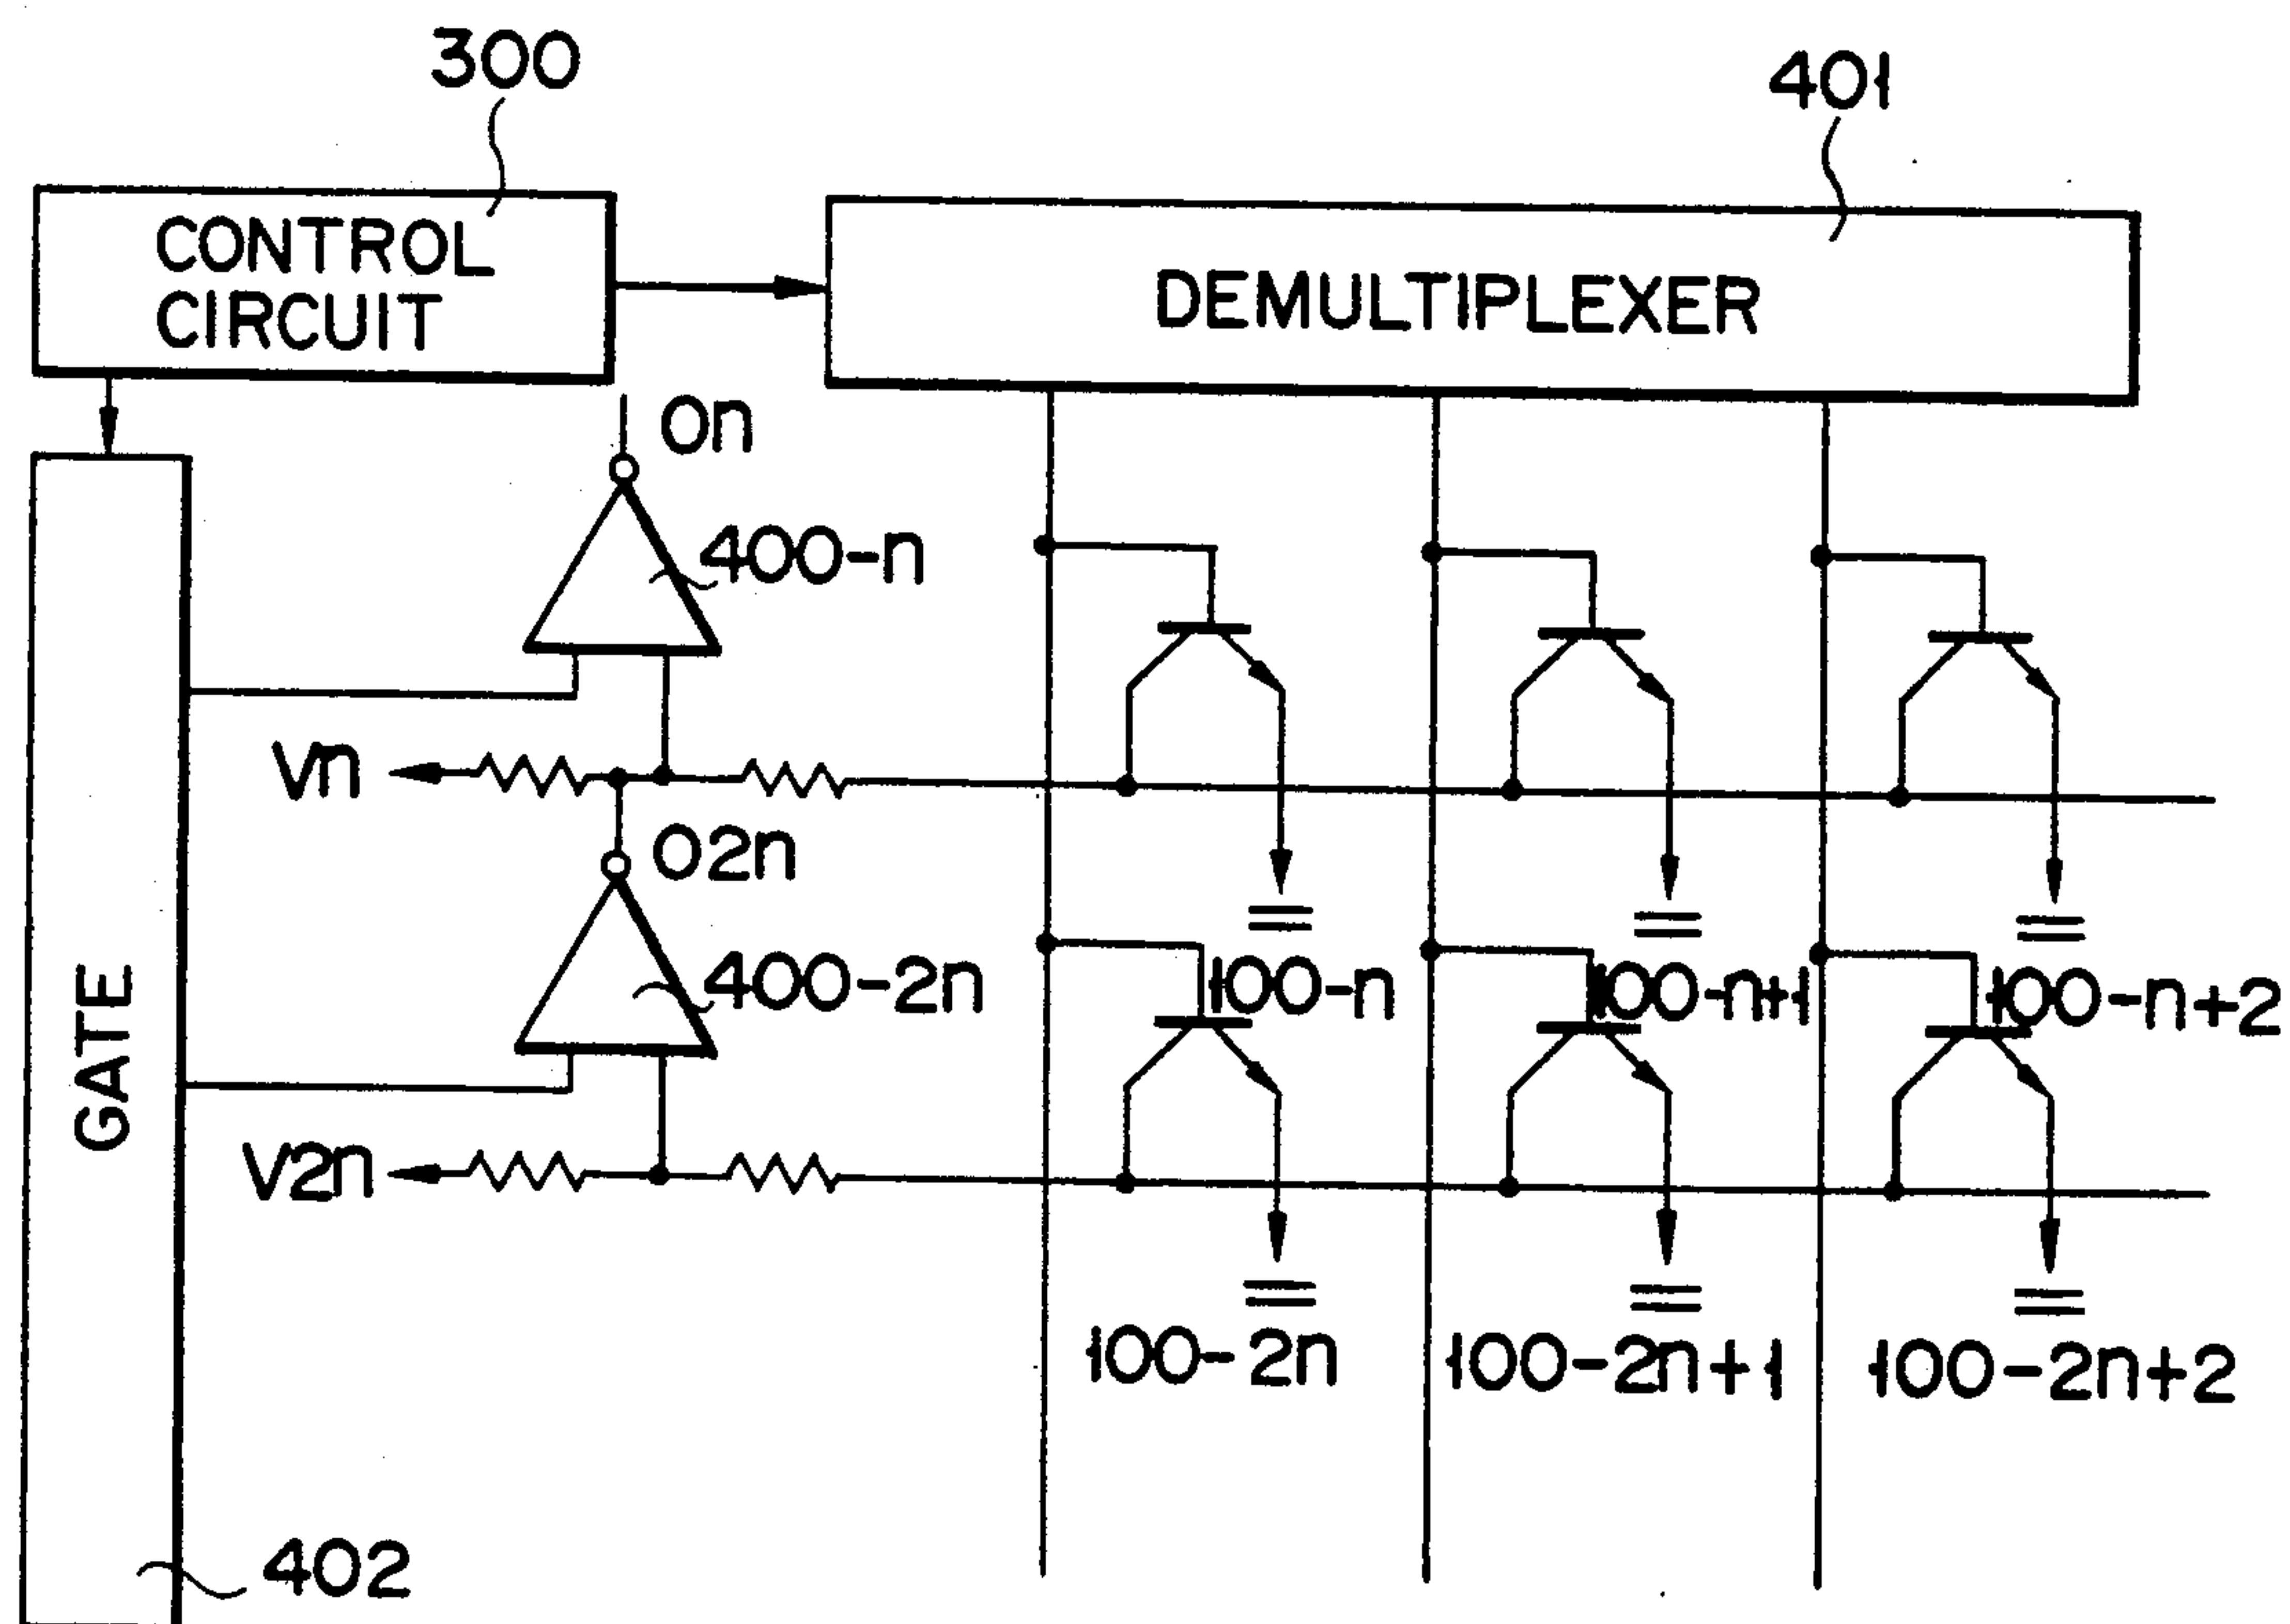 300
401
CONTROL
CIRCUIT
DEMULTIPLEXER
On
400-n
Vn
O2n
400-2n
100-n
100-n+1
100-n+2
GATE
V2n
100-2n
100-2n+1
100-2n+2
402